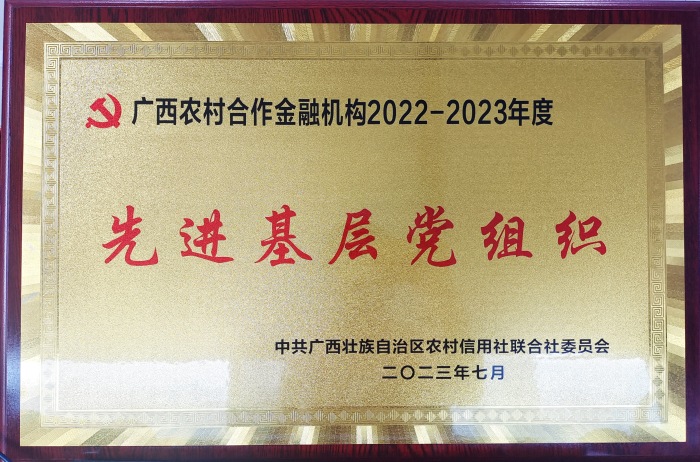 广西农村合作金融机构2022-2023年度
先进基层党组织
中共广西壮族自治区农村信用社联合社委员会
二〇二三年七月